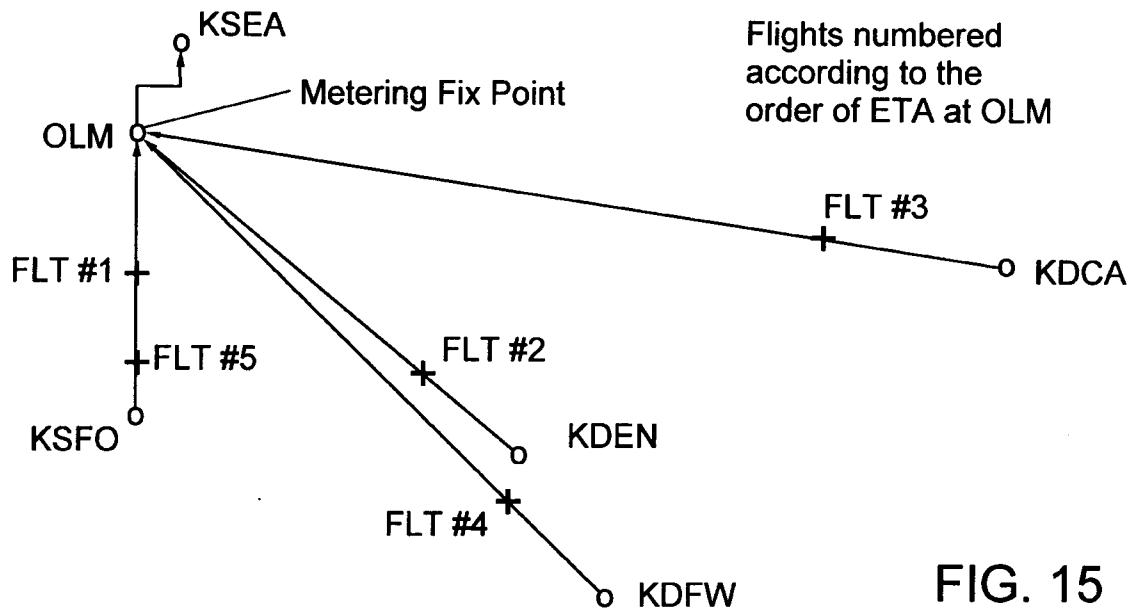 KSEA
Flights numbered
according to the
order of ETA at OLM
Metering Fix Point
OLM
FLT #3
FLT #1
KDCA
FLT #2
FLT #5
KSFO
KDEN
FLT #4
KDFW
FIG. 15